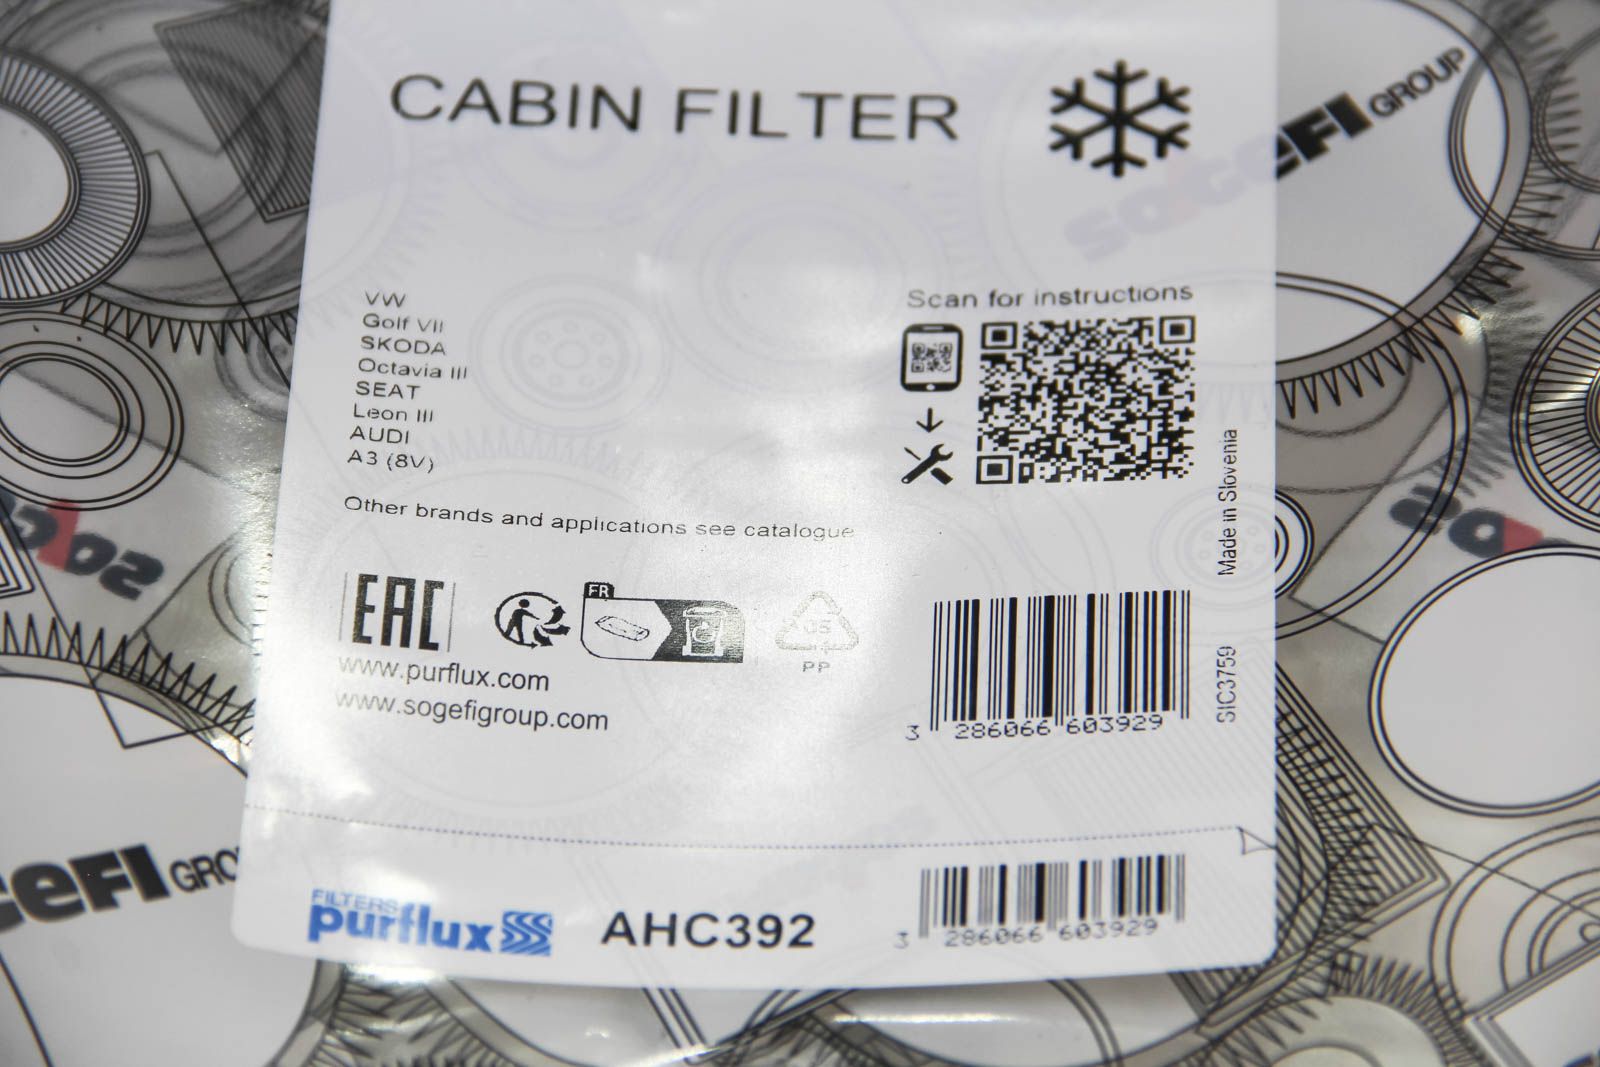 CABIN FILTER
sogeFI GROUP
VW
Golf VII
SKODA
Octavia III
SEAT
Leon III
AUDI
A3 (8V)
Other brands and applications see catalogue
Scan for instructions
Made in Slovenia
EAC
FR
05
PP
www.purflux.com
www.sogefigroup.com
3 286066 603929
SIC3759
FILTERS
purflux
AHC392
3 286066 603929